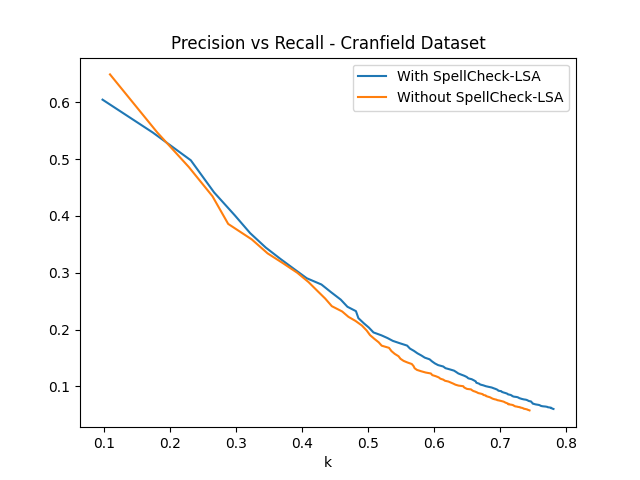 Precision vs Recall - Cranfield Dataset
With SpellCheck-LSA
Without SpellCheck-LSA
0.6
0.5
0.4
0.3
0.2
0.1
0.1 0.2 0.3 0.4 0.5 0.6 0.7 0.8
k